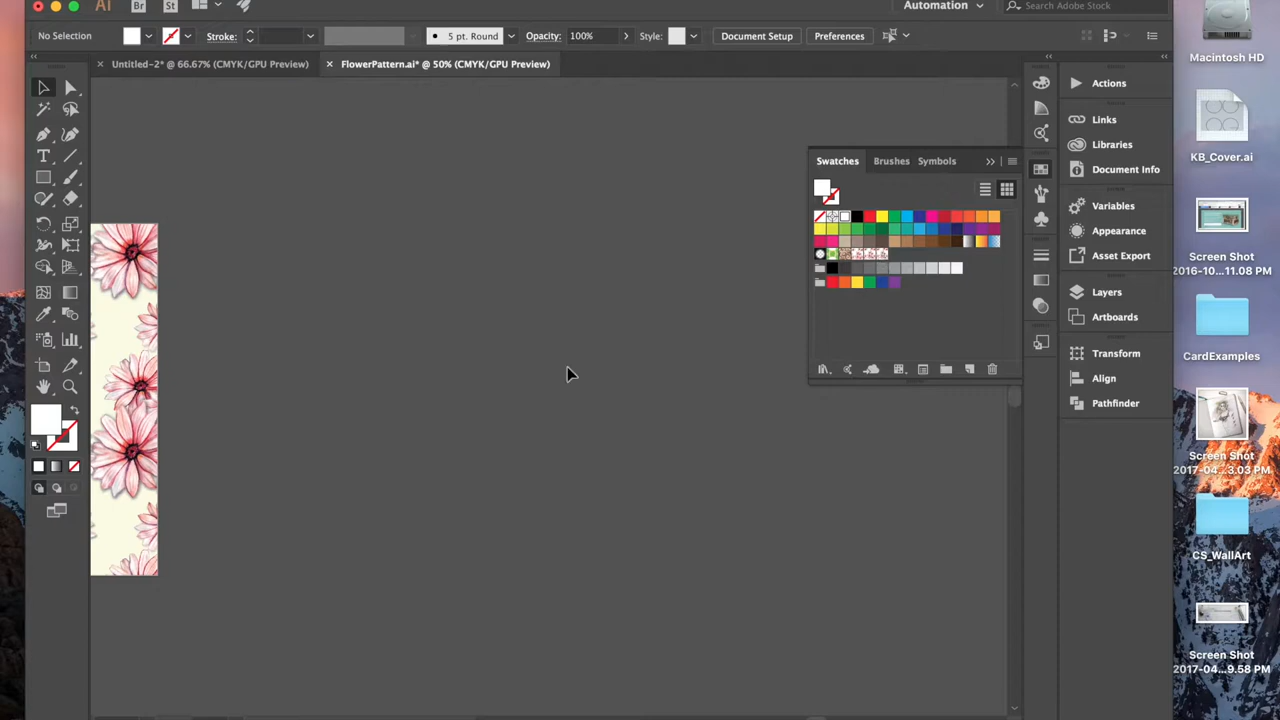 Ai Br St Automation Search Adobe Stock Macintosh HD
No Selection Stroke: 5 pt. Round Opacity: 100% Style: Document Setup Preferences
× Untitled-2* @ 66.67% (CMYK/GPU Preview) × FlowerPattern.ai* @ 50% (CMYK/GPU Preview)
Actions
Links
Libraries
KB_Cover.ai
Swatches Brushes Symbols
Document Info
Variables
Appearance
Asset Export
Screen Shot
2016-10...11.08 PM
Layers
Artboards
Transform
CardExamples
Align
Pathfinder
Screen Shot
2017-04...3.03 PM
CS_WallArt
Screen Shot
2017-04...9.58 PM